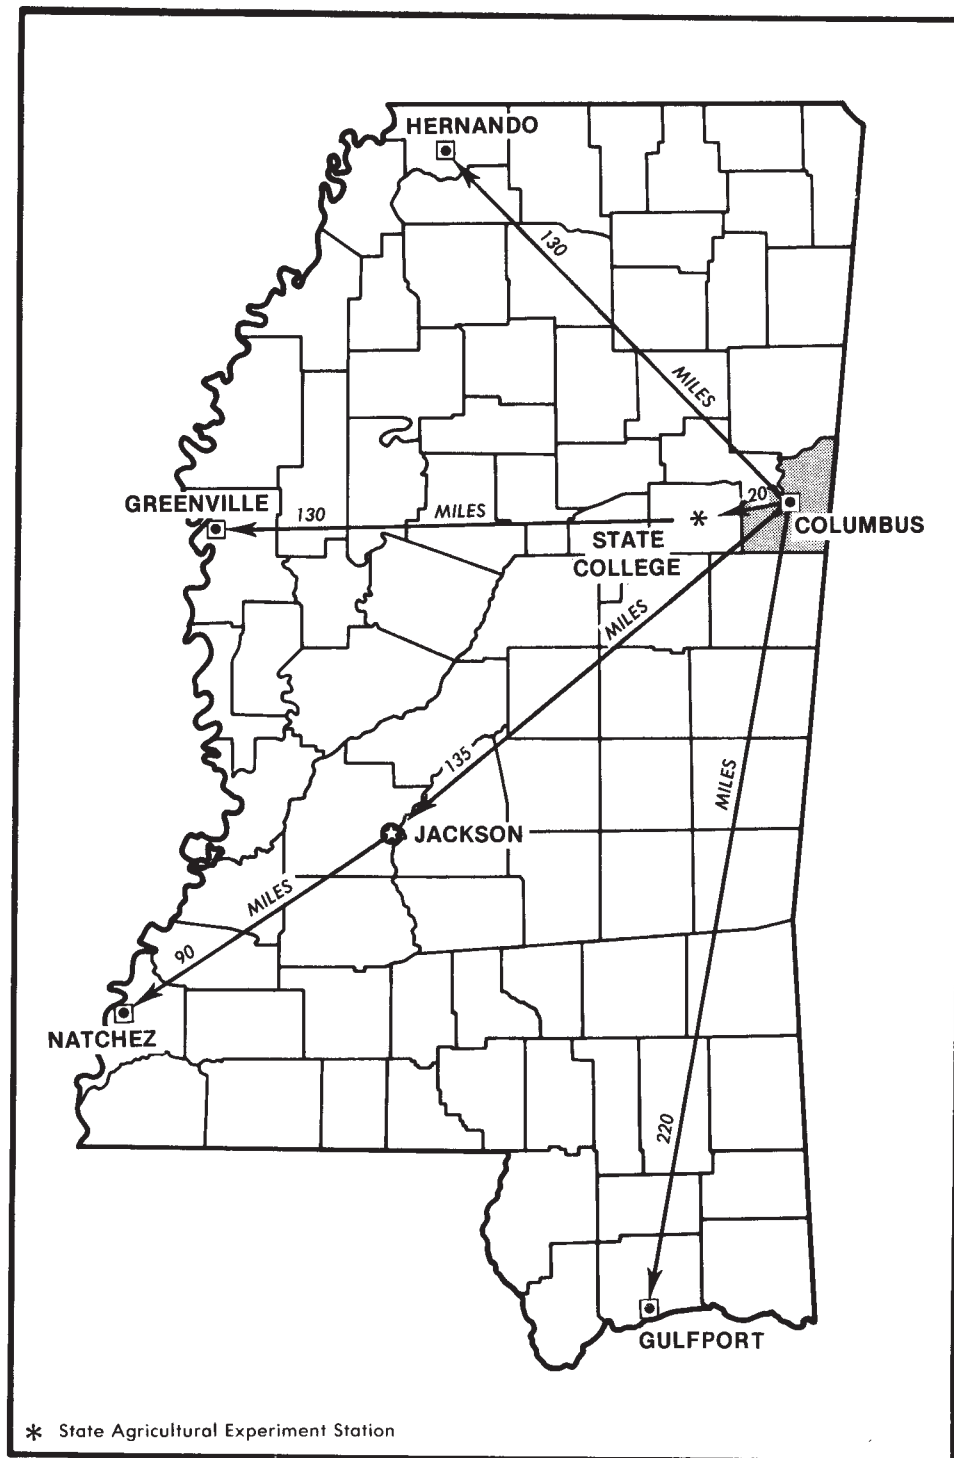 HERNANDO
130
MILES
GREENVILLE
130
MILES
20
COLUMBUS
STATE
COLLEGE
MILES
135
MILES
JACKSON
MILES
90
NATCHEZ
220
GULFPORT
* State Agricultural Experiment Station